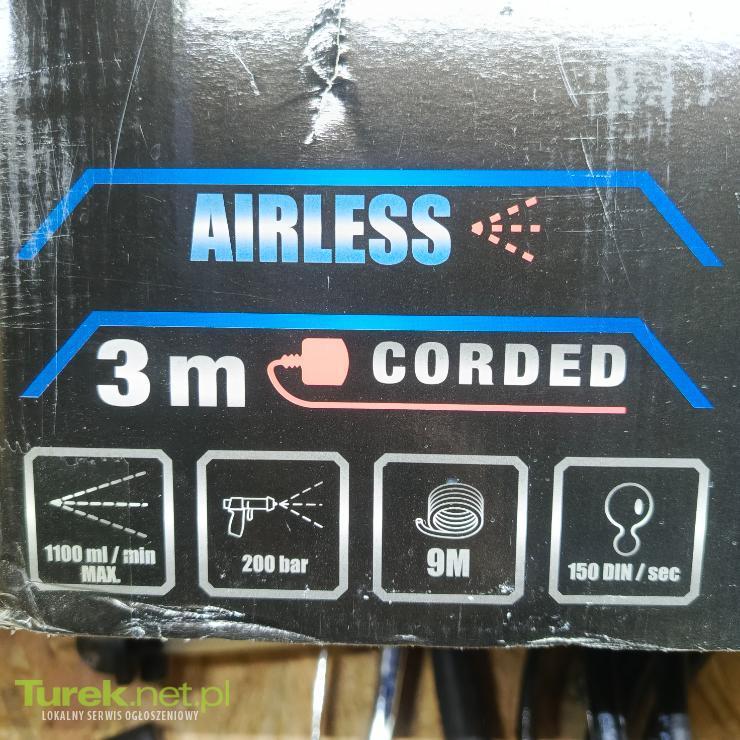 AIRLESS
3 m CORDED
1100 ml / min
MAX.
200 bar
9M
150 DIN / sec
Turek.net.pl
LOKALNY SERWIS OGŁOSZENIOWY